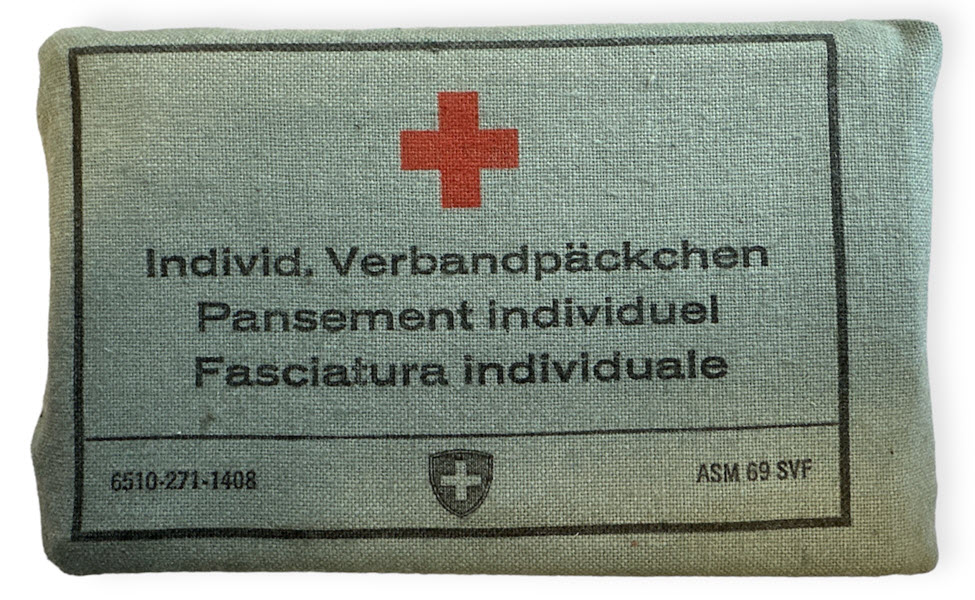 Individ. Verbandpäckchen
Pansement individuel
Fasciatura individuale
6510-271-1408
ASM 69 SVF